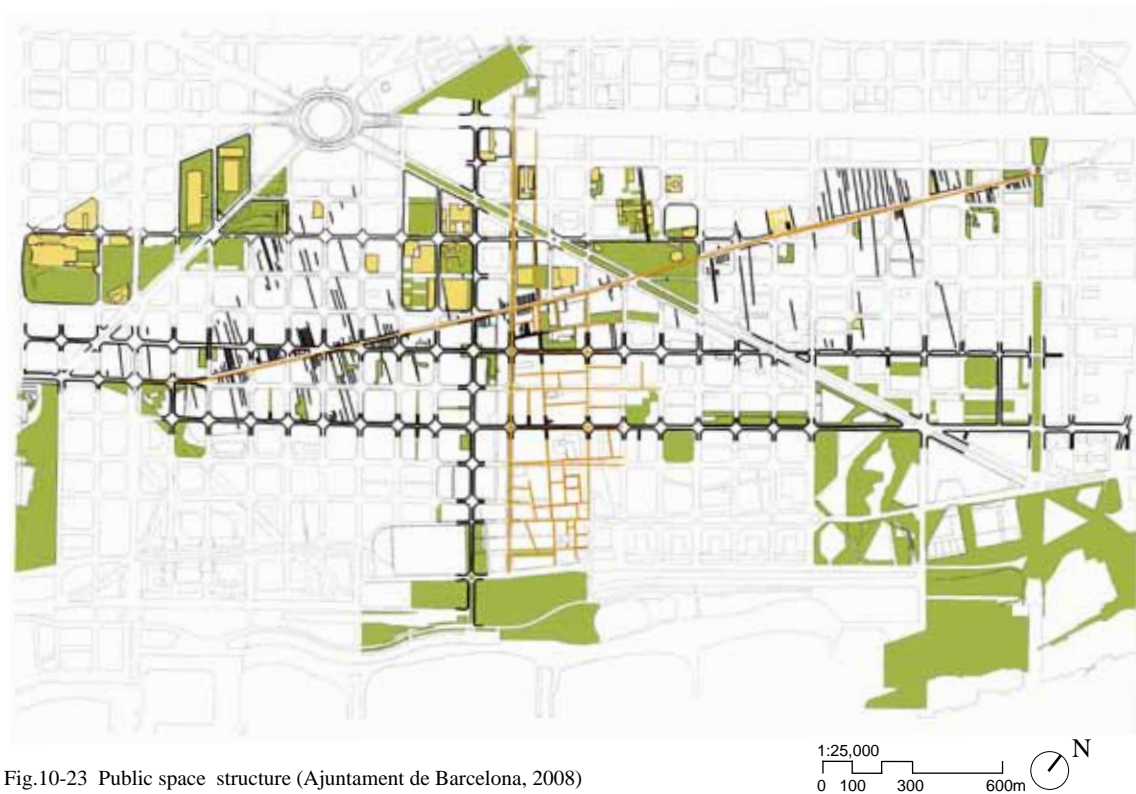 1:25,000
N
0 100 300 600m
Fig.10-23 Public space structure (Ajuntament de Barcelona, 2008)